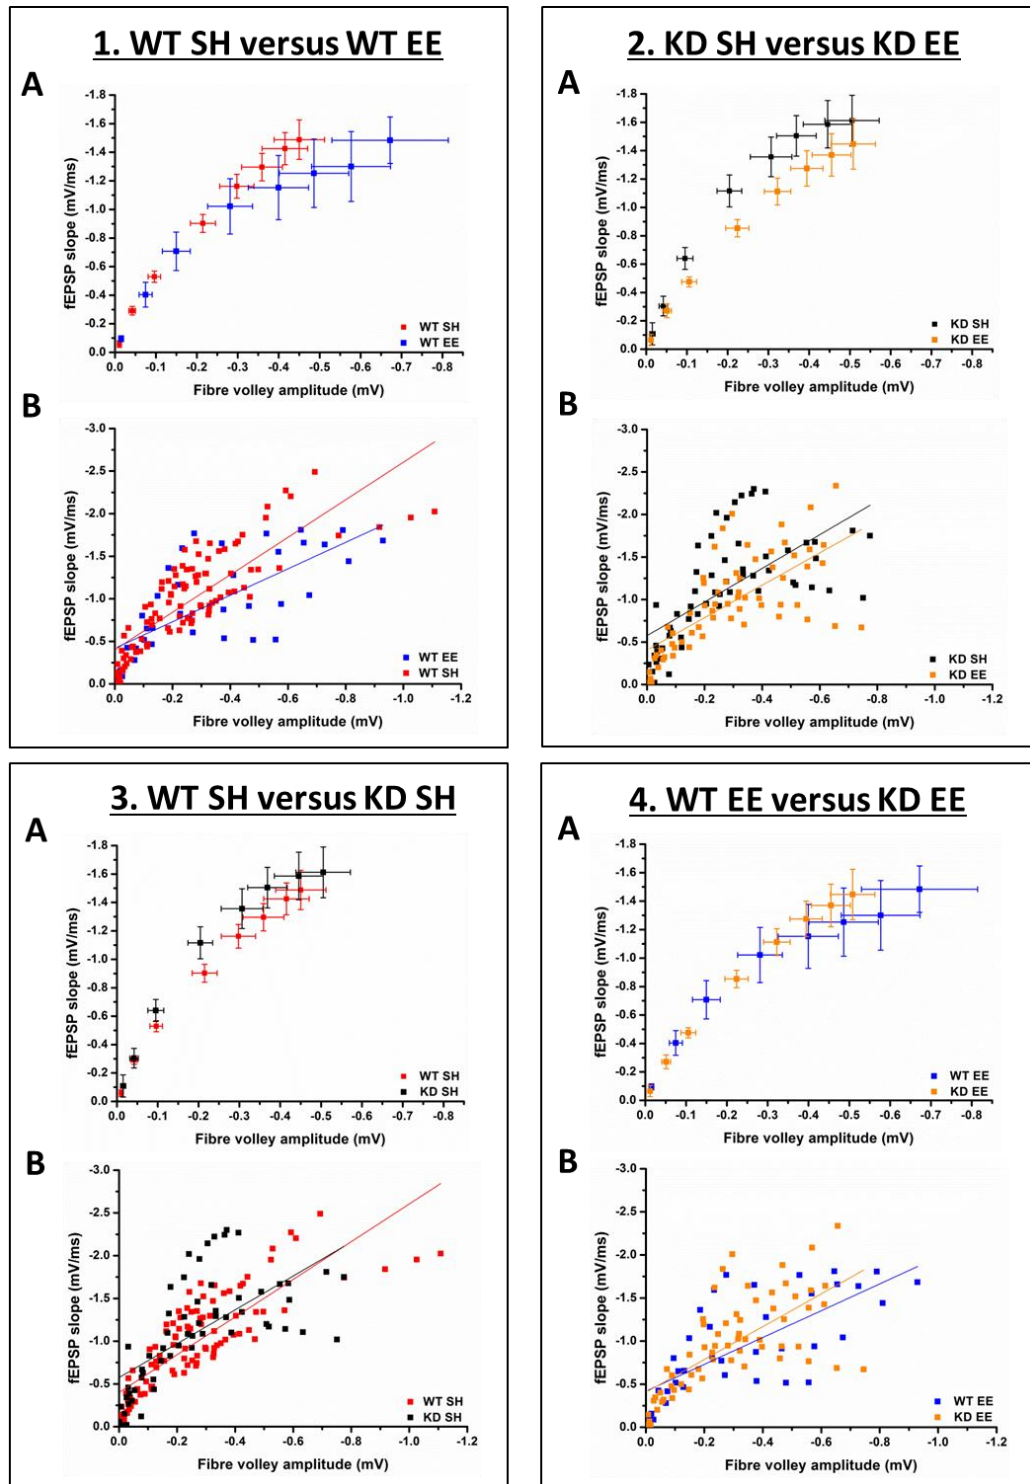 1. WT SH versus WT EE
A
-1.8
-1.6
-1.4
-1.2
-1.0
-0.8
-0.6
-0.4
-0.2
0.0
fEPSP slope (mV/ms)
WT SH
WT EE
0.0 -0.1 -0.2 -0.3 -0.4 -0.5 -0.6 -0.7 -0.8
Fibre volley amplitude (mV)
B
-3.0
-2.5
-2.0
-1.5
-1.0
-0.5
0.0
fEPSP slope (mV/ms)
WT EE
WT SH
0.0 -0.2 -0.4 -0.6 -0.8 -1.0 -1.2
Fibre volley amplitude (mV)
2. KD SH versus KD EE
A
-1.8
-1.6
-1.4
-1.2
-1.0
-0.8
-0.6
-0.4
-0.2
0.0
fEPSP slope (mV/ms)
KD SH
KD EE
0.0 -0.1 -0.2 -0.3 -0.4 -0.5 -0.6 -0.7 -0.8
Fibre volley amplitude (mV)
B
-3.0
-2.5
-2.0
-1.5
-1.0
-0.5
0.0
fEPSP slope (mV/ms)
KD SH
KD EE
0.0 -0.2 -0.4 -0.6 -0.8 -1.0 -1.2
Fibre volley amplitude (mV)
3. WT SH versus KD SH
A
-1.8
-1.6
-1.4
-1.2
-1.0
-0.8
-0.6
-0.4
-0.2
0.0
fEPSP slope (mV/ms)
WT SH
KD SH
0.0 -0.1 -0.2 -0.3 -0.4 -0.5 -0.6 -0.7 -0.8
Fibre volley amplitude (mV)
B
-3.0
-2.5
-2.0
-1.5
-1.0
-0.5
0.0
fEPSP slope (mV/ms)
WT SH
KD SH
0.0 -0.2 -0.4 -0.6 -0.8 -1.0 -1.2
Fibre volley amplitude (mV)
4. WT EE versus KD EE
A
-1.8
-1.6
-1.4
-1.2
-1.0
-0.8
-0.6
-0.4
-0.2
0.0
fEPSP slope (mV/ms)
WT EE
KD EE
0.0 -0.1 -0.2 -0.3 -0.4 -0.5 -0.6 -0.7 -0.8
Fibre volley amplitude (mV)
B
-3.0
-2.5
-2.0
-1.5
-1.0
-0.5
0.0
fEPSP slope (mV/ms)
WT EE
KD EE
0.0 -0.2 -0.4 -0.6 -0.8 -1.0 -1.2
Fibre volley amplitude (mV)